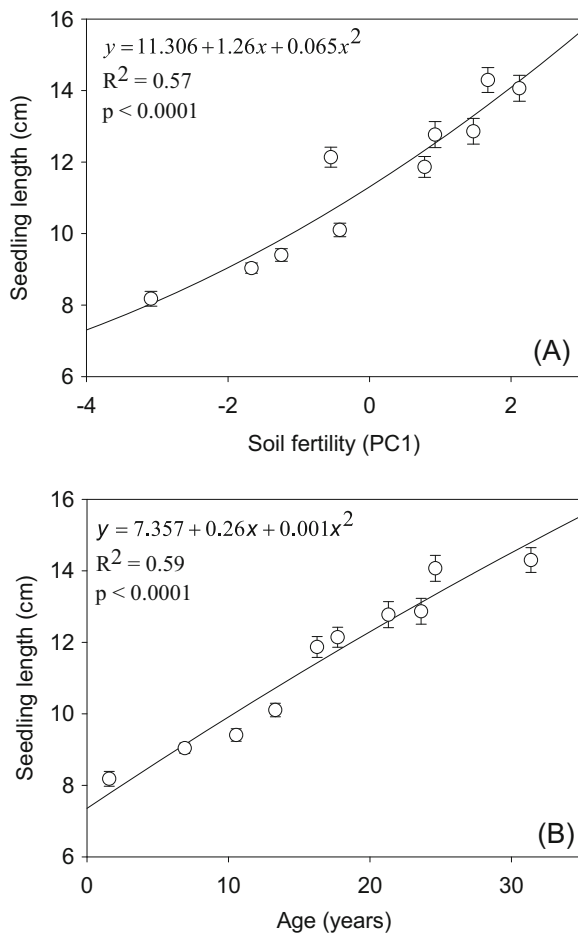 16
14
12
10
8
6
Seedling length (cm)
y = 11.306 + 1.26x + 0.065x²
R² = 0.57
p < 0.0001
(A)
-4 -2 0 2
Soil fertility (PC1)
16
14
12
10
8
6
Seedling length (cm)
y = 7.357 + 0.26x + 0.001x²
R² = 0.59
p < 0.0001
(B)
0 10 20 30
Age (years)